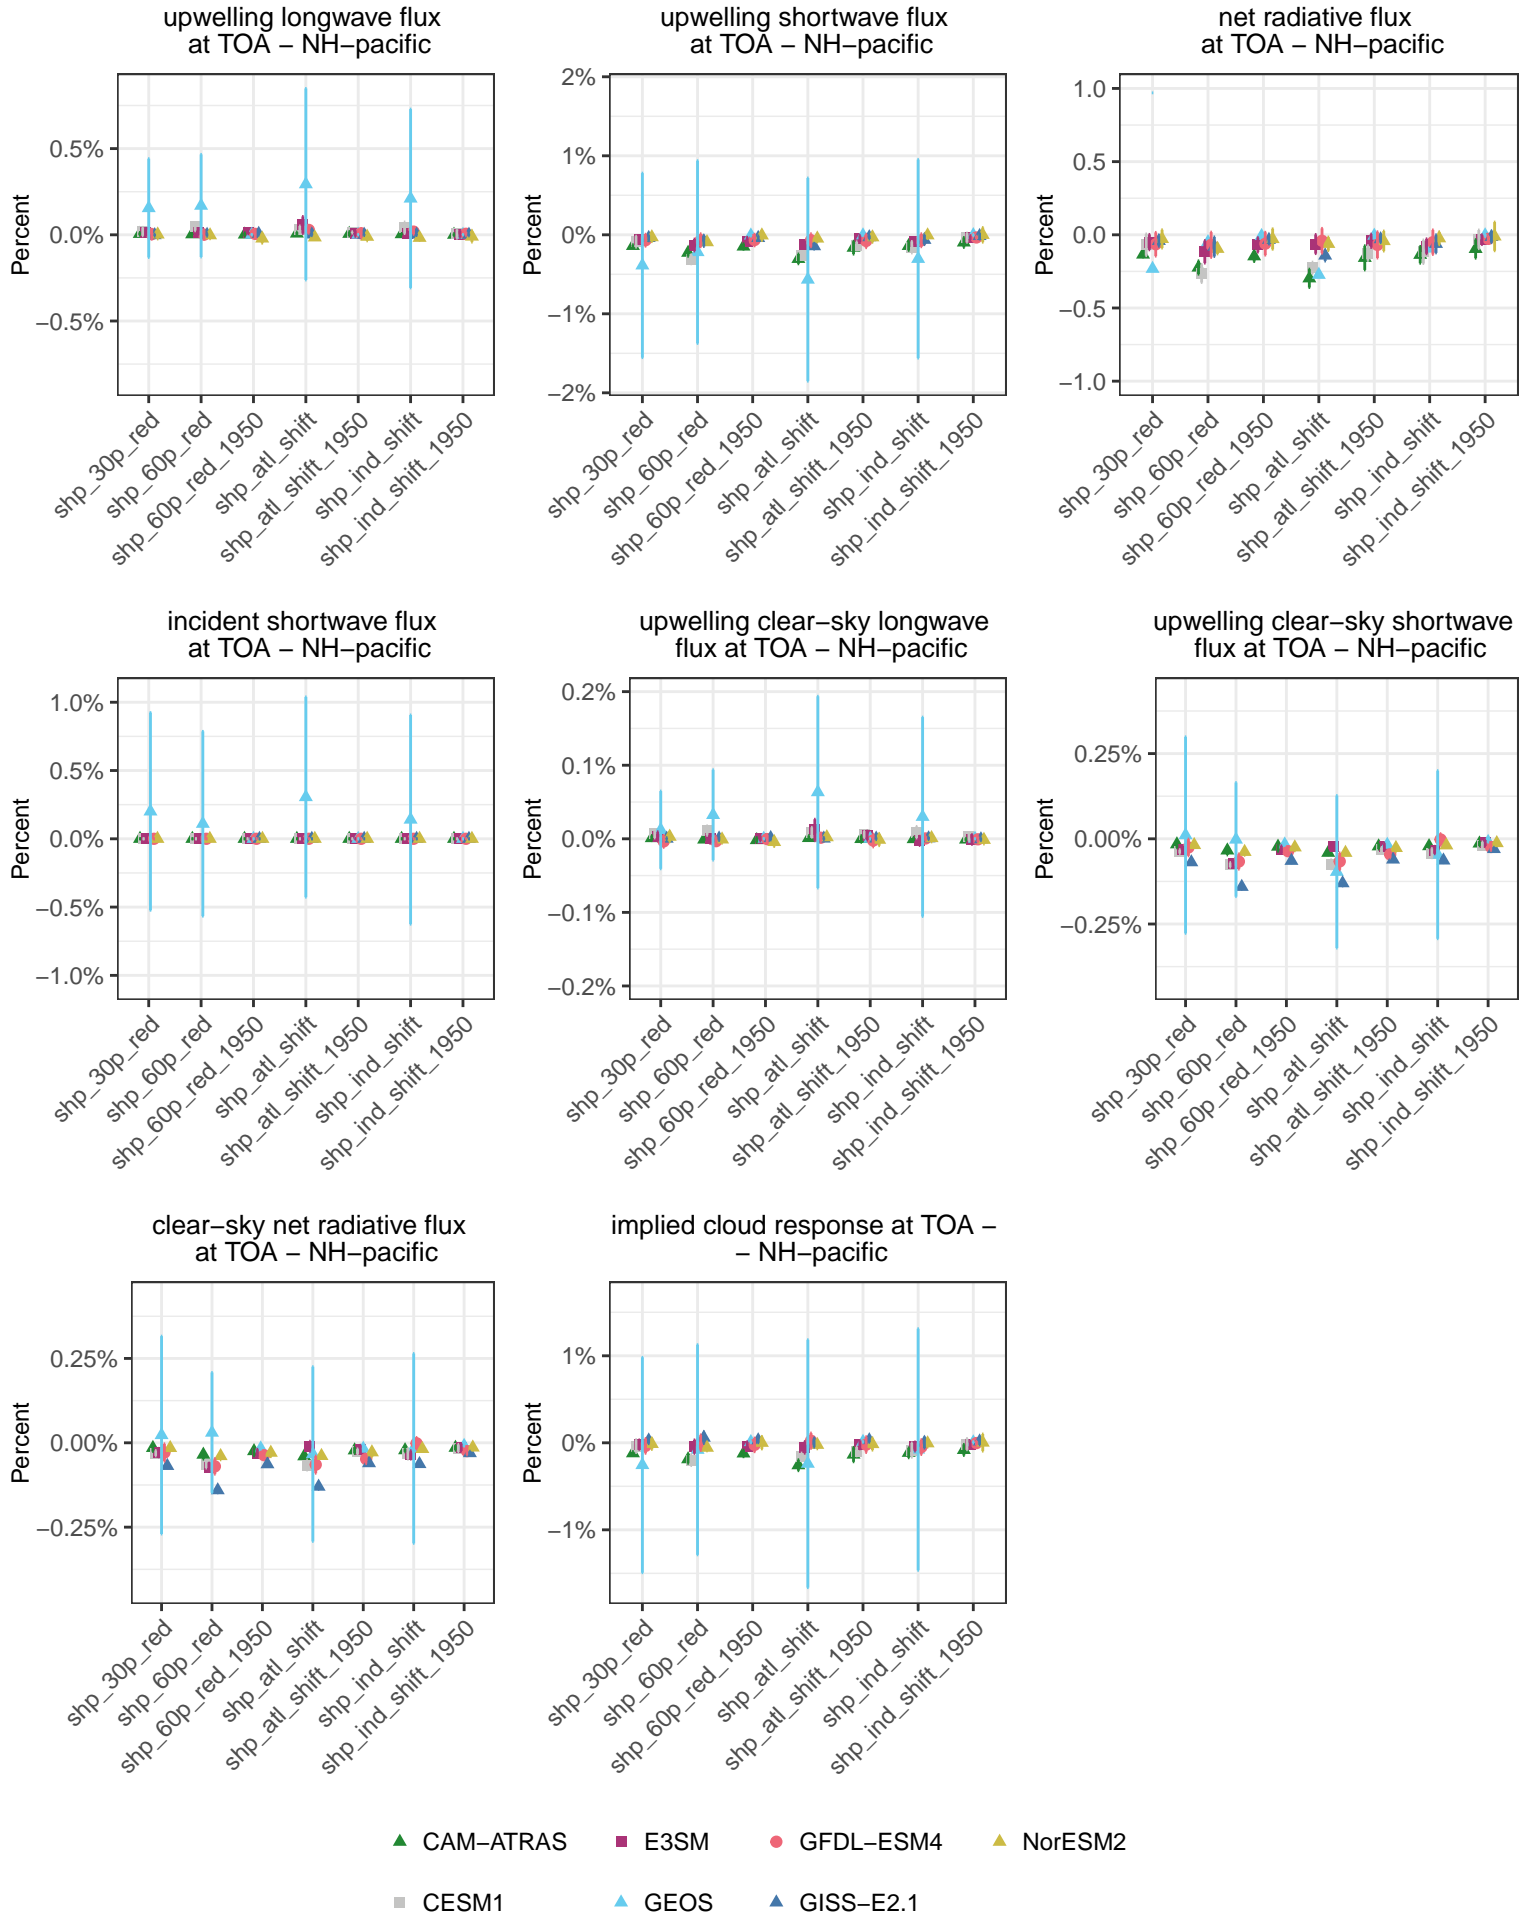 upwelling longwave flux
at TOA − NH−pacific
Percent
0.5%
0.0%
−0.5%
shp_30p_red
shp_60p_red
shp_60p_red_1950
shp_atl_shift
shp_atl_shift_1950
shp_ind_shift
shp_ind_shift_1950
upwelling shortwave flux
at TOA − NH−pacific
Percent
2%
1%
0%
−1%
−2%
shp_30p_red
shp_60p_red
shp_60p_red_1950
shp_atl_shift
shp_atl_shift_1950
shp_ind_shift
shp_ind_shift_1950
net radiative flux
at TOA − NH−pacific
Percent
1.0
0.5
0.0
−0.5
−1.0
shp_30p_red
shp_60p_red
shp_60p_red_1950
shp_atl_shift
shp_atl_shift_1950
shp_ind_shift
shp_ind_shift_1950
incident shortwave flux
at TOA − NH−pacific
Percent
1.0%
0.5%
0.0%
−0.5%
−1.0%
shp_30p_red
shp_60p_red
shp_60p_red_1950
shp_atl_shift
shp_atl_shift_1950
shp_ind_shift
shp_ind_shift_1950
upwelling clear−sky longwave
flux at TOA − NH−pacific
Percent
0.2%
0.1%
0.0%
−0.1%
−0.2%
shp_30p_red
shp_60p_red
shp_60p_red_1950
shp_atl_shift
shp_atl_shift_1950
shp_ind_shift
shp_ind_shift_1950
upwelling clear−sky shortwave
flux at TOA − NH−pacific
Percent
0.25%
0.00%
−0.25%
shp_30p_red
shp_60p_red
shp_60p_red_1950
shp_atl_shift
shp_atl_shift_1950
shp_ind_shift
shp_ind_shift_1950
clear−sky net radiative flux
at TOA − NH−pacific
Percent
0.25%
0.00%
−0.25%
shp_30p_red
shp_60p_red
shp_60p_red_1950
shp_atl_shift
shp_atl_shift_1950
shp_ind_shift
shp_ind_shift_1950
implied cloud response at TOA −
− NH−pacific
Percent
1%
0%
−1%
shp_30p_red
shp_60p_red
shp_60p_red_1950
shp_atl_shift
shp_atl_shift_1950
shp_ind_shift
shp_ind_shift_1950
CAM−ATRAS E3SM GFDL−ESM4 NorESM2
CESM1 GEOS GISS−E2.1